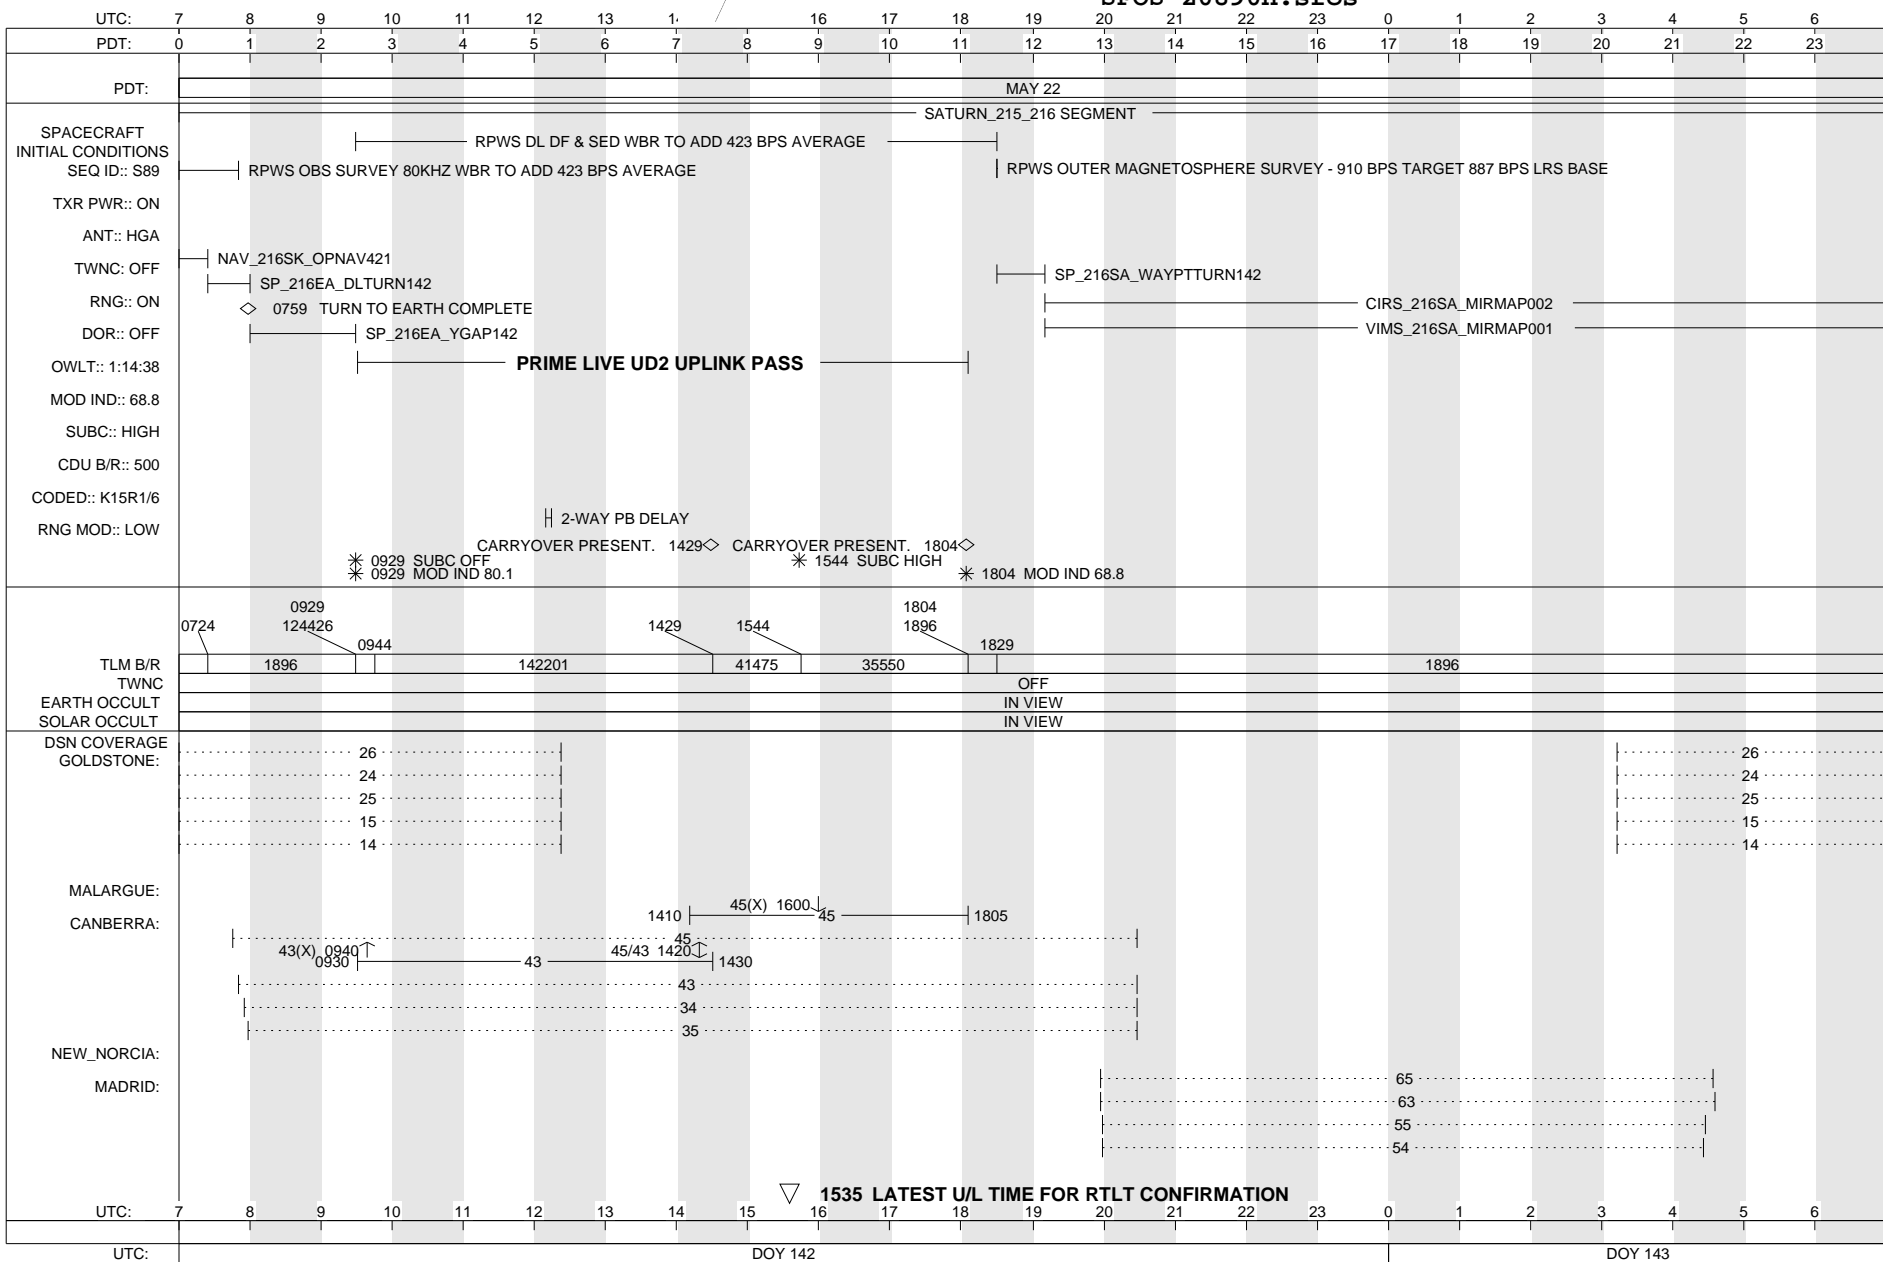 UTC: 7 8 9 10 11 12 13 16 17 18 19 20 21 22 23 0 1 2 3 4 5 6
PDT: 0 1 2 3 4 5 6 7 8 9 10 11 12 13 14 15 16 17 18 19 20 21 22 23
PDT: MAY 22
SATURN_215_216 SEGMENT
SPACECRAFT
INITIAL CONDITIONS
RPWS DL DF & SED WBR TO ADD 423 BPS AVERAGE
SEQ ID:: S89
RPWS OBS SURVEY 80KHZ WBR TO ADD 423 BPS AVERAGE
RPWS OUTER MAGNETOSPHERE SURVEY - 910 BPS TARGET 887 BPS LRS BASE
TXR PWR:: ON
ANT:: HGA
NAV_216SK_OPNAV421
TWNC: OFF
SP_216SA_WAYPTTURN142
SP_216EA_DLTURN142
RNG:: ON
0759 TURN TO EARTH COMPLETE
CIRS_216SA_MIRMAP002
DOR:: OFF
SP_216EA_YGAP142
VIMS_216SA_MIRMAP001
OWLT:: 1:14:38
PRIME LIVE UD2 UPLINK PASS
MOD IND:: 68.8
SUBC:: HIGH
CDU B/R:: 500
CODED:: K15R1/6
RNG MOD:: LOW
2-WAY PB DELAY
CARRYOVER PRESENT. 1429 CARRYOVER PRESENT. 1804
0929 SUBC OFF 1544 SUBC HIGH
0929 MOD IND 80.1 1804 MOD IND 68.8
0929 1804
0724 124426 1429 1544 1896
0944 1829
TLM B/R 1896 142201 41475 35550 1896
TWNC OFF
EARTH OCCULT IN VIEW
SOLAR OCCULT IN VIEW
DSN COVERAGE
GOLDSTONE:
26 26
24 24
25 25
15 15
14 14
MALARGUE:
45(X) 1600
1410 45 1805
CANBERRA:
45
43(X) 0940 45/43 1420
0930 43 1430
43
34
35
NEW_NORCIA:
MADRID:
65
63
55
54
1535 LATEST U/L TIME FOR RTLT CONFIRMATION
UTC: 7 8 9 10 11 12 13 14 15 16 17 18 19 20 21 22 23 0 1 2 3 4 5 6
UTC: DOY 142 DOY 143